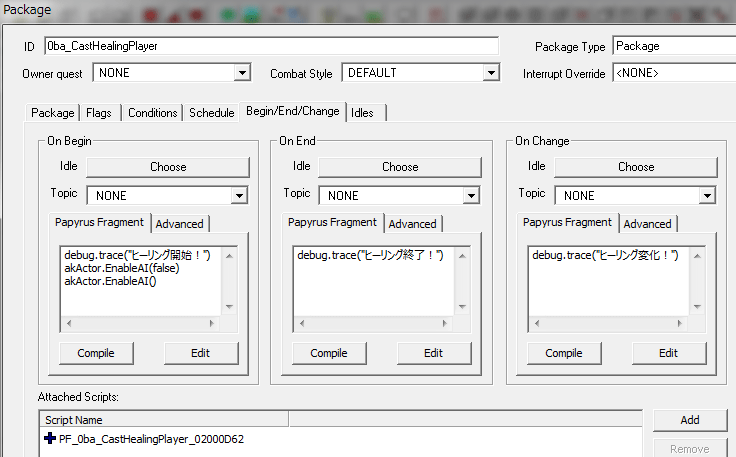 Package
ID 0ba_CastHealingPlayer Package Type Package
Owner quest NONE Combat Style DEFAULT Interrupt Override <NONE>
Package Flags Conditions Schedule Begin/End/Change Idles
On Begin
Idle Choose
Topic NONE
Papyrus Fragment Advanced
debug.trace("ヒーリング開始！")
akActor.EnableAI(false)
akActor.EnableAI()
Compile Edit
On End
Idle Choose
Topic NONE
Papyrus Fragment Advanced
debug.trace("ヒーリング終了！")
Compile Edit
On Change
Idle Choose
Topic NONE
Papyrus Fragment Advanced
debug.trace("ヒーリング変化！")
Compile Edit
Attached Scripts:
Script Name
PF_0ba_CastHealingPlayer_02000D62
Add
Remove